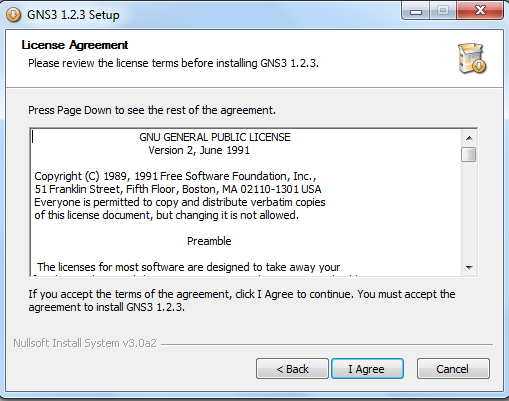 GNS3 1.2.3 Setup
License Agreement
Please review the license terms before installing GNS3 1.2.3.
Press Page Down to see the rest of the agreement.
GNU GENERAL PUBLIC LICENSE
Version 2, June 1991
Copyright (C) 1989, 1991 Free Software Foundation, Inc.,
51 Franklin Street, Fifth Floor, Boston, MA 02110-1301 USA
Everyone is permitted to copy and distribute verbatim copies
of this license document, but changing it is not allowed.
Preamble
The licenses for most software are designed to take away your
If you accept the terms of the agreement, click I Agree to continue. You must accept the
agreement to install GNS3 1.2.3.
Nullsoft Install System v3.0a2
< Back
I Agree
Cancel